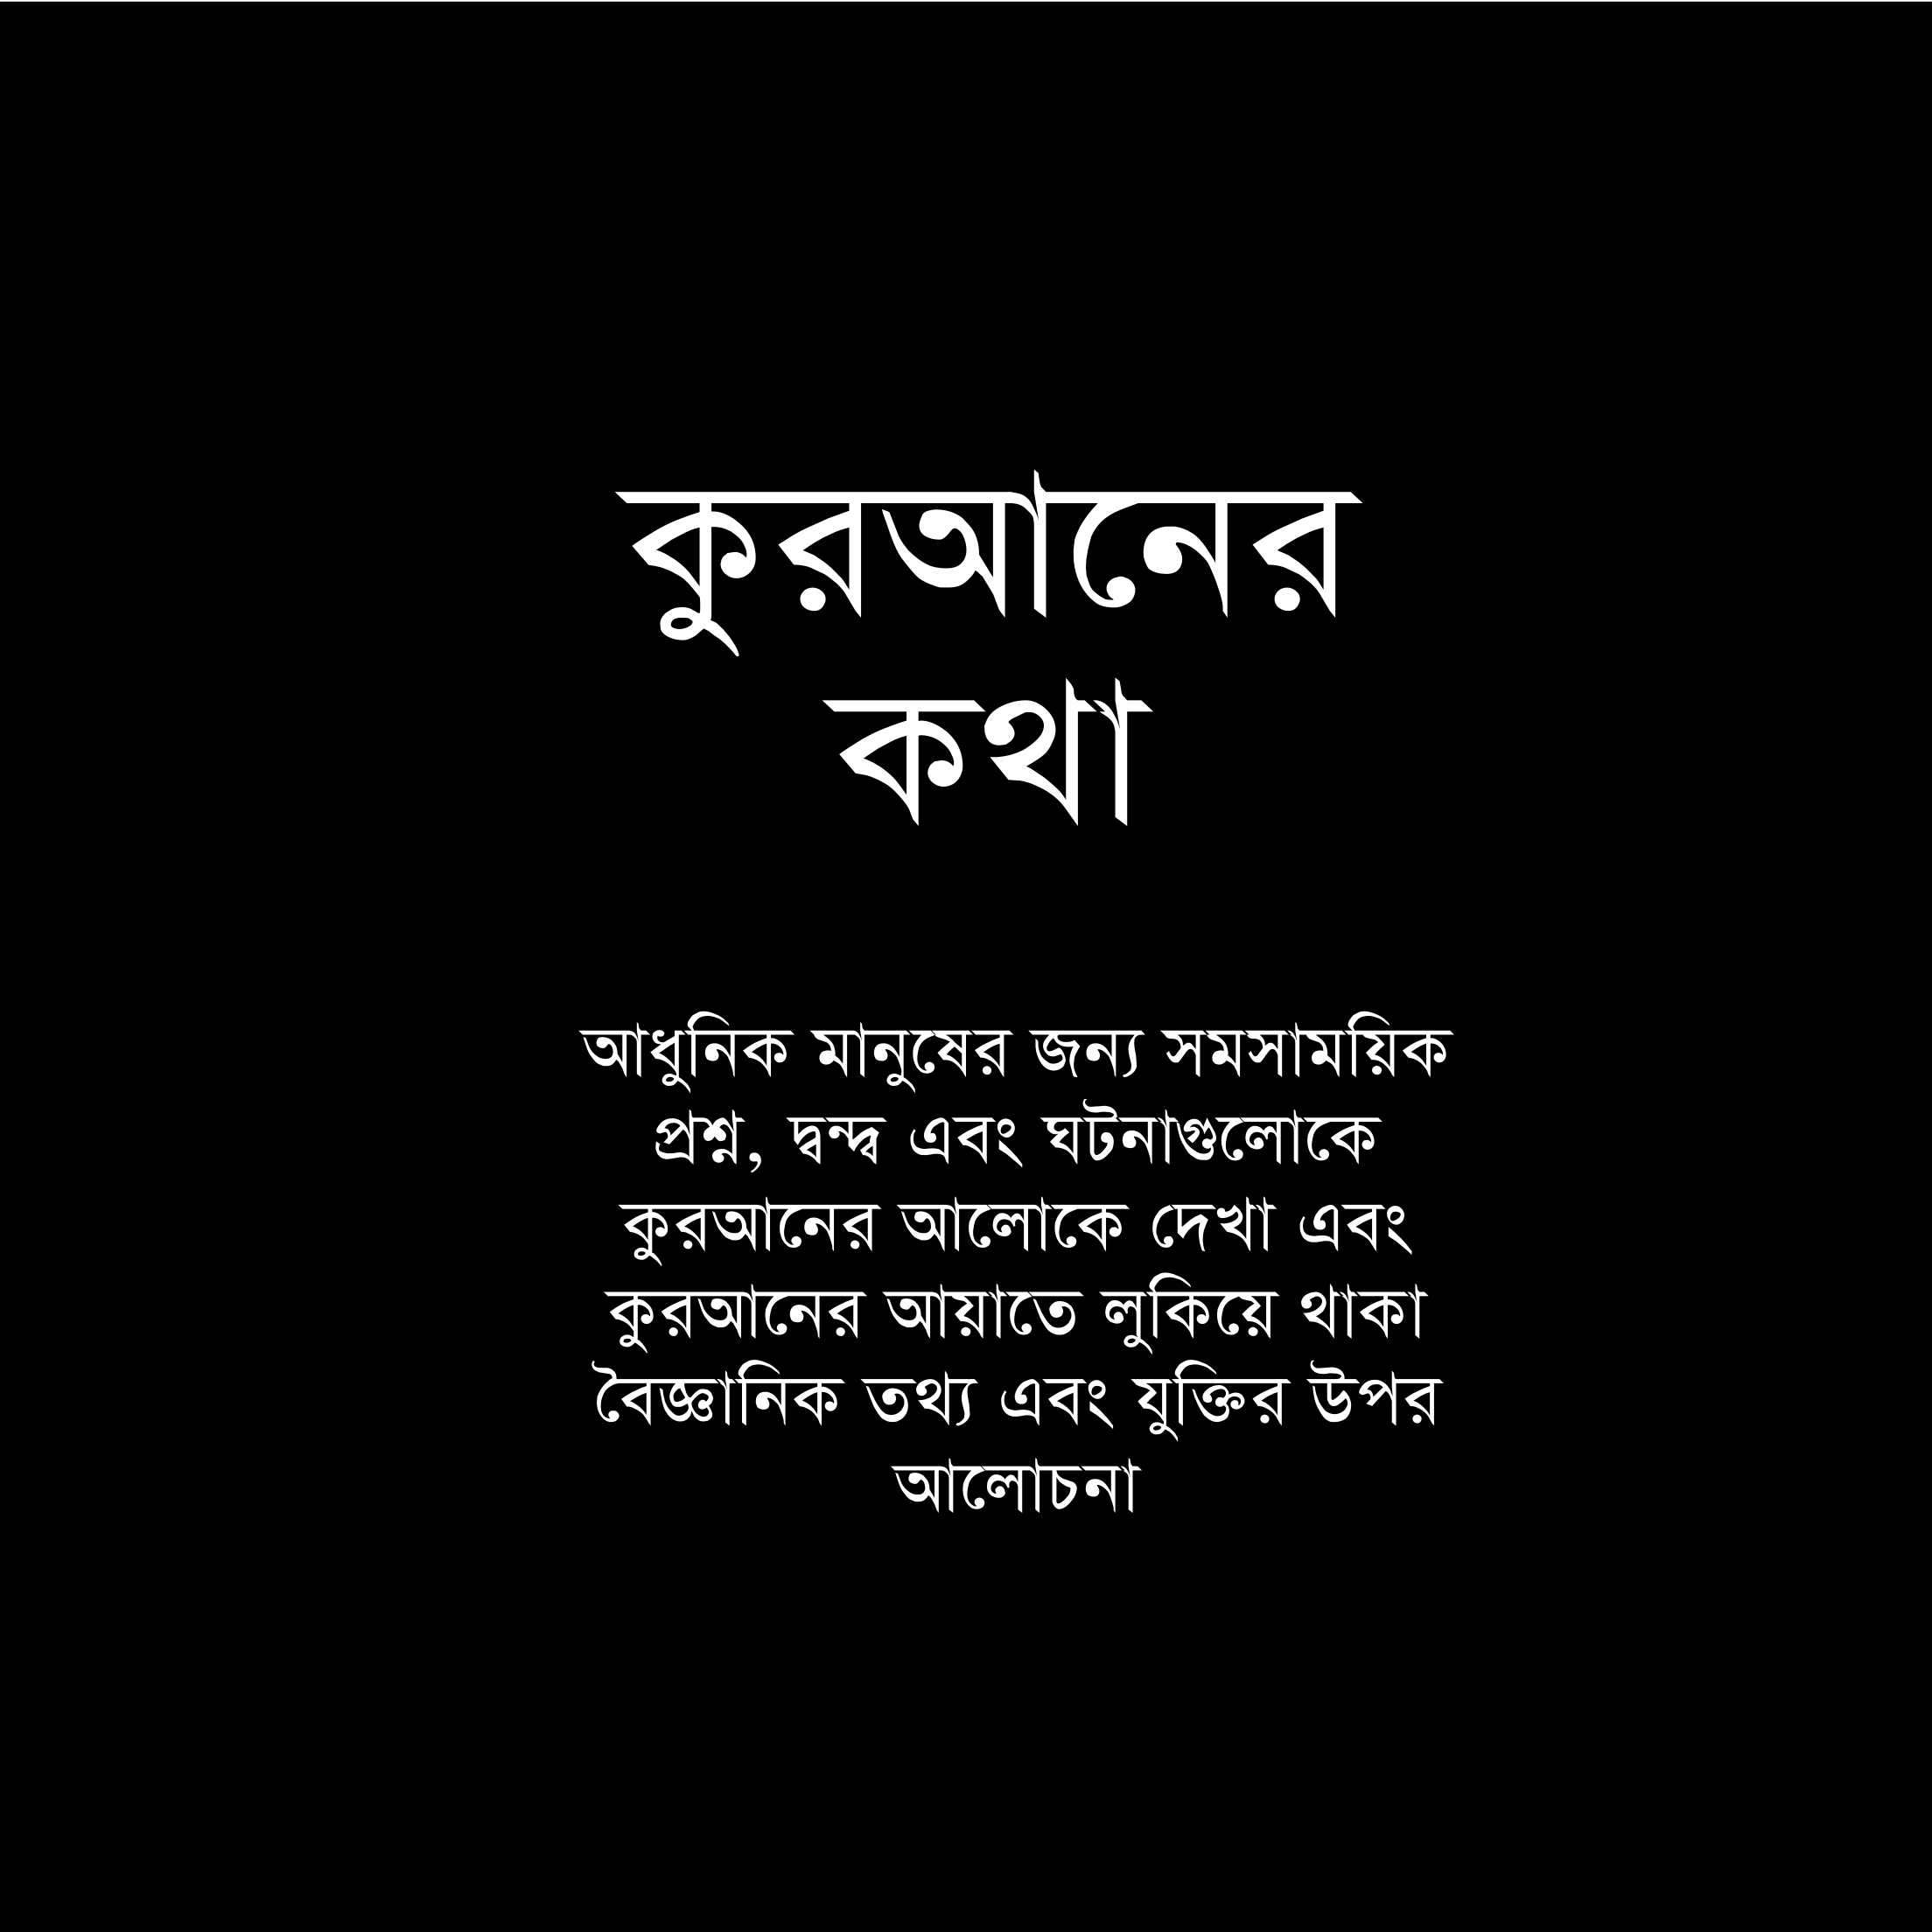 কুরআনের
কথা
আধুনিক মানুষের জন্য সমসাময়িক
প্রশ্ন, দ্বন্দ্ব এবং ঘটনাগুলোকে
কুরআনের আলোকে দেখা এবং
কুরআনের আয়াতে লুকিয়ে থাকা
বৈজ্ঞানিক তথ্য এবং যুক্তির উপর
আলোচনা